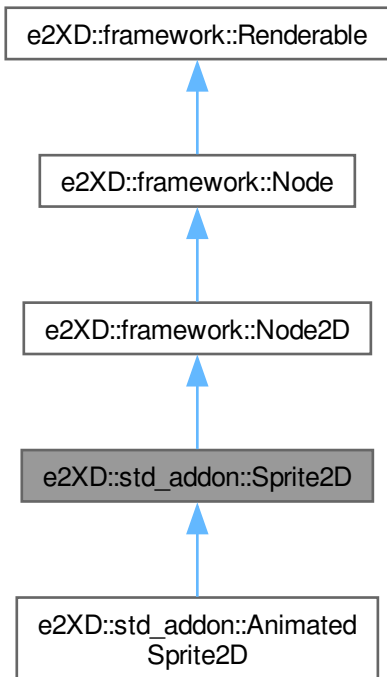 e2XD::framework::Renderable
e2XD::framework::Node
e2XD::framework::Node2D
e2XD::std_addon::Sprite2D
e2XD::std_addon::Animated
Sprite2D